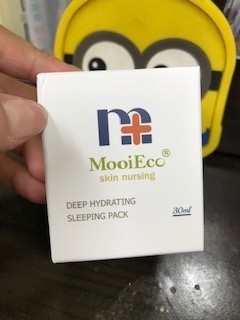 m
MooiEco®
skin nursing
DEEP HYDRATING
SLEEPING PACK
30ml